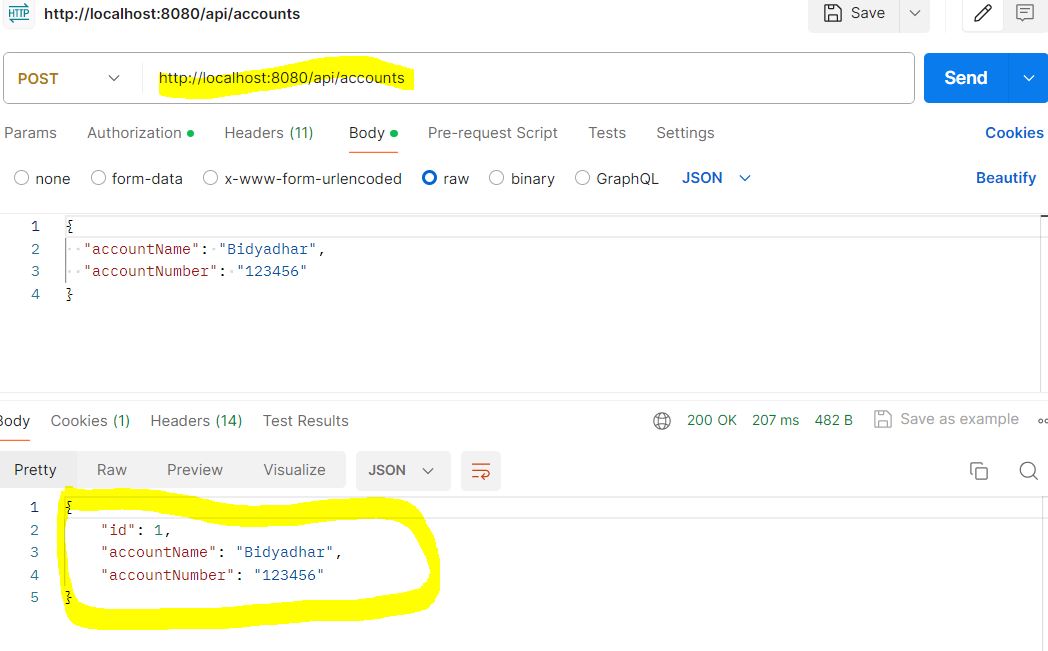 HTTP http://localhost:8080/api/accounts Save
POST http://localhost:8080/api/accounts Send
Params Authorization Headers (11) Body Pre-request Script Tests Settings Cookies
none form-data x-www-form-urlencoded raw binary GraphQL JSON Beautify
1 {
2 "accountName": "Bidyadhar",
3 "accountNumber": "123456"
4 }
Body Cookies (1) Headers (14) Test Results 200 OK 207 ms 482 B Save as example
Pretty Raw Preview Visualize JSON
1 {
2 "id": 1,
3 "accountName": "Bidyadhar",
4 "accountNumber": "123456"
5 }